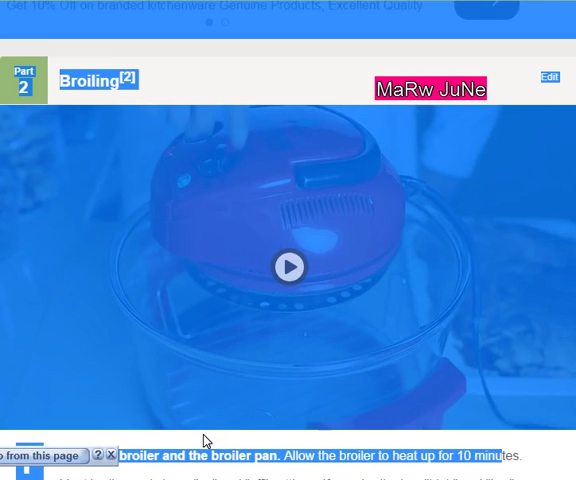 Get 10% Off on branded kitchenware Genuine Products, Excellent Quality
Part
2
Broiling[2]
MaRw JuNe
Edit
o from this page
? X
broiler and the broiler pan. Allow the broiler to heat up for 10 minutes.